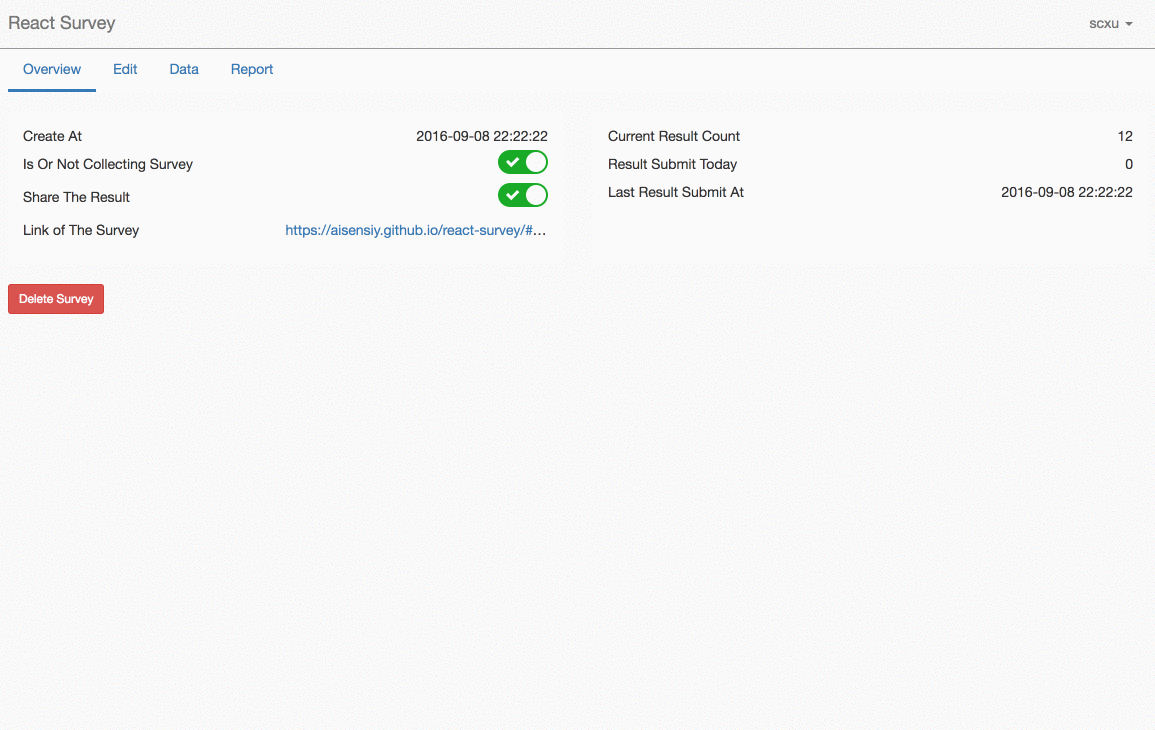 React Survey
scxu
Overview Edit Data Report
Create At 2016-09-08 22:22:22
Is Or Not Collecting Survey
Share The Result
Link of The Survey https://aisensiy.github.io/react-survey/#...
Current Result Count 12
Result Submit Today 0
Last Result Submit At 2016-09-08 22:22:22
Delete Survey